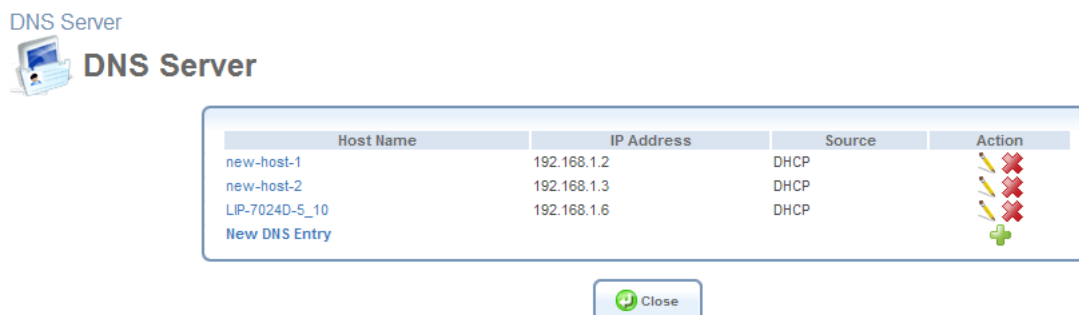 DNS Server
DNS Server
Host Name IP Address Source Action
new-host-1 192.168.1.2 DHCP
new-host-2 192.168.1.3 DHCP
LIP-7024D-5_10 192.168.1.6 DHCP
New DNS Entry
Close